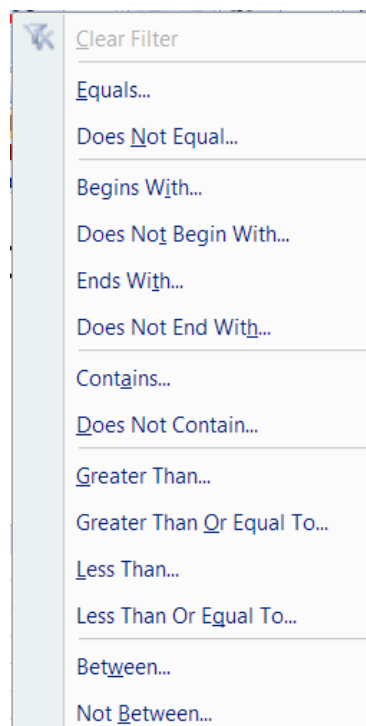 Clear Filter
Equals...
Does Not Equal...
Begins With...
Does Not Begin With...
Ends With...
Does Not End With...
Contains...
Does Not Contain...
Greater Than...
Greater Than Or Equal To...
Less Than...
Less Than Or Equal To...
Between...
Not Between...